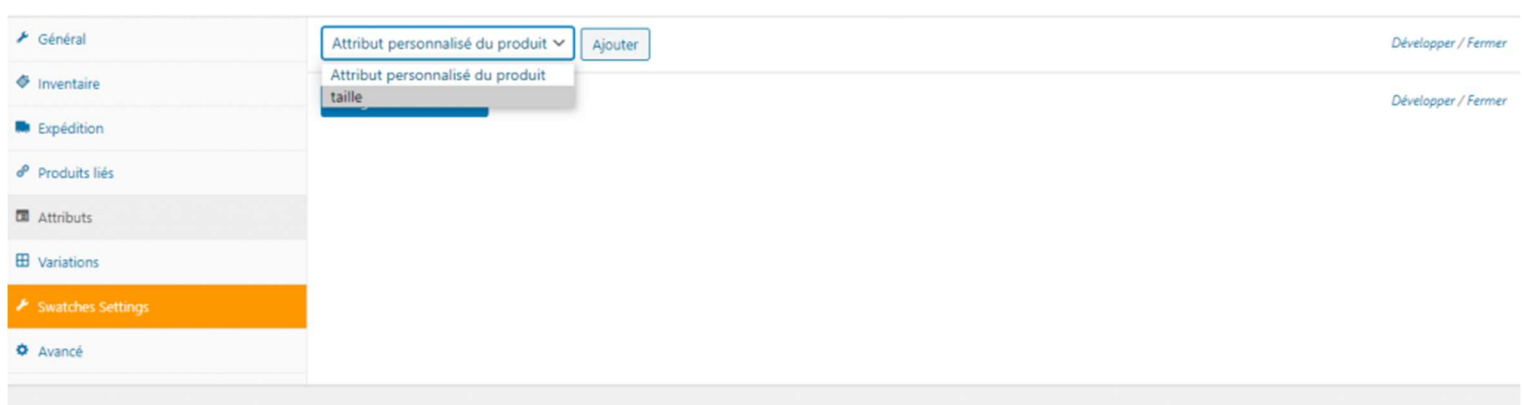 Général
Attribut personnalisé du produit
Ajouter
Développer / Fermer
Attribut personnalisé du produit
taille
Inventaire
Développer / Fermer
Expédition
Produits liés
Attributs
Variations
Swatches Settings
Avancé